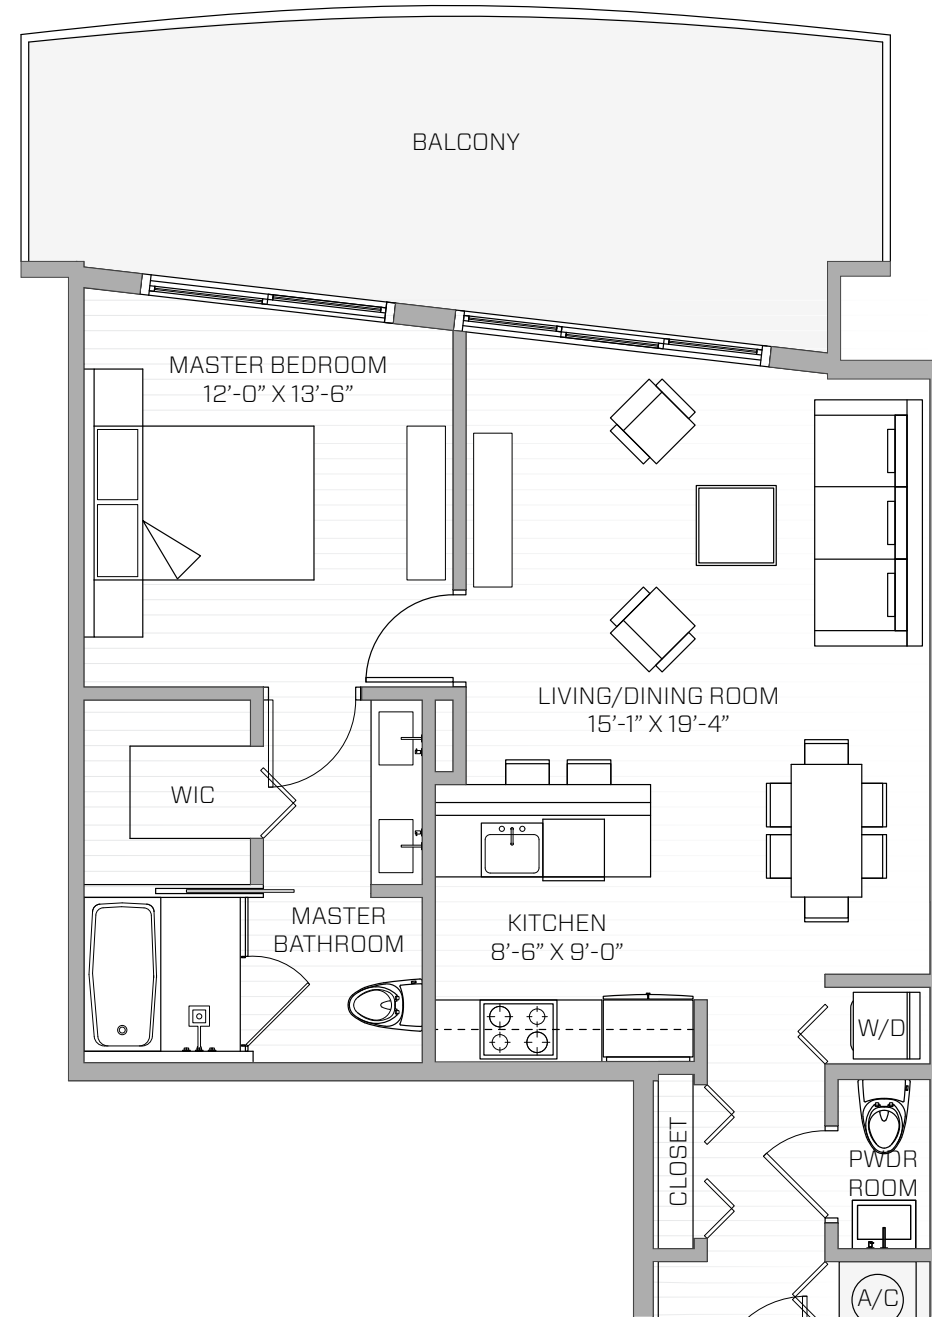 BALCONY
MASTER BEDROOM
12’-0” X 13’-6”
LIVING/DINING ROOM
15’-1” X 19’-4”
WIC
MASTER
BATHROOM
KITCHEN
8’-6” X 9’-0”
W/D
CLOSET
PWDR
ROOM
A/C